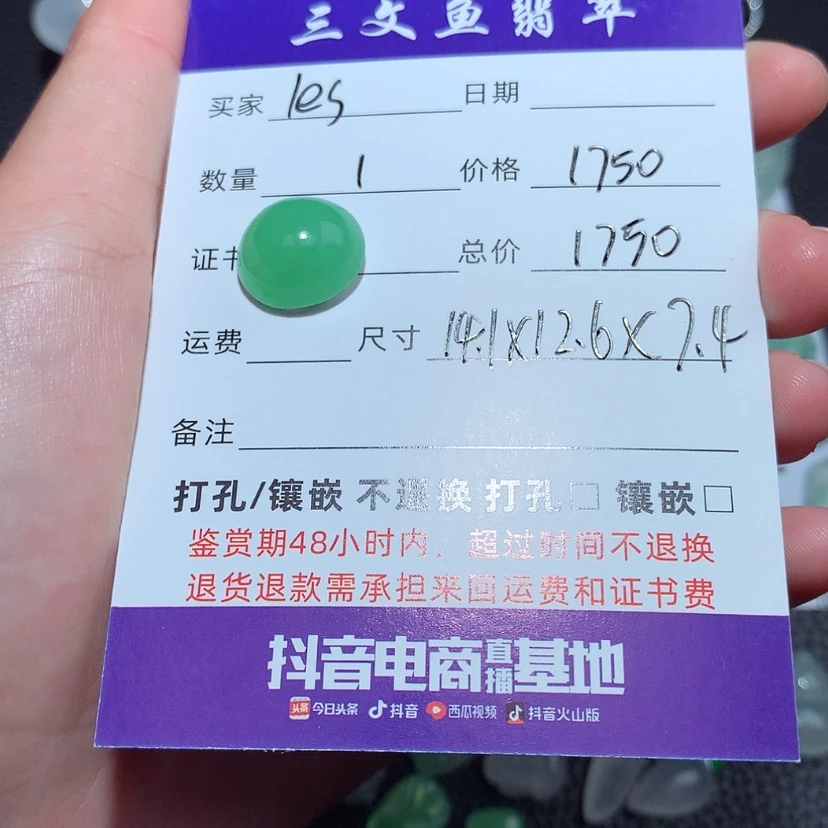 三文鱼翡翠
买家 les 日期
数量 1 价格 1750
证书 总价 1750
运费 尺寸 14.1x12.6x7.4
备注
打孔/镶嵌 不退换 打孔□ 镶嵌□
鉴赏期48小时内，超过时间不退换
退货退款需承担来回运费和证书费
抖音电商直播基地
头条 今日头条 抖音 西瓜视频 抖音火山版